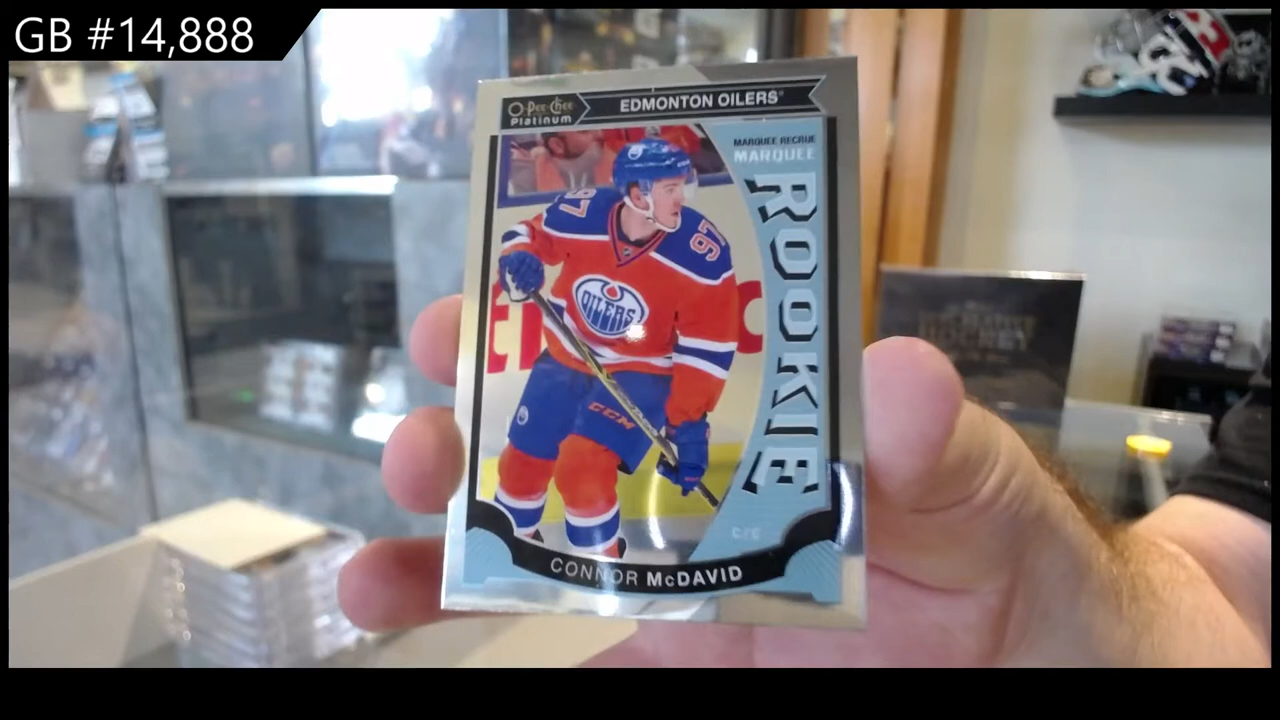 GB #14,888
O-Pee-Chee
Platinum
EDMONTON OILERS
MARQUEE RECRUE
MARQUEE
ROOKIE
97
97
OILERS
CCM
C/C
CONNOR McDAVID